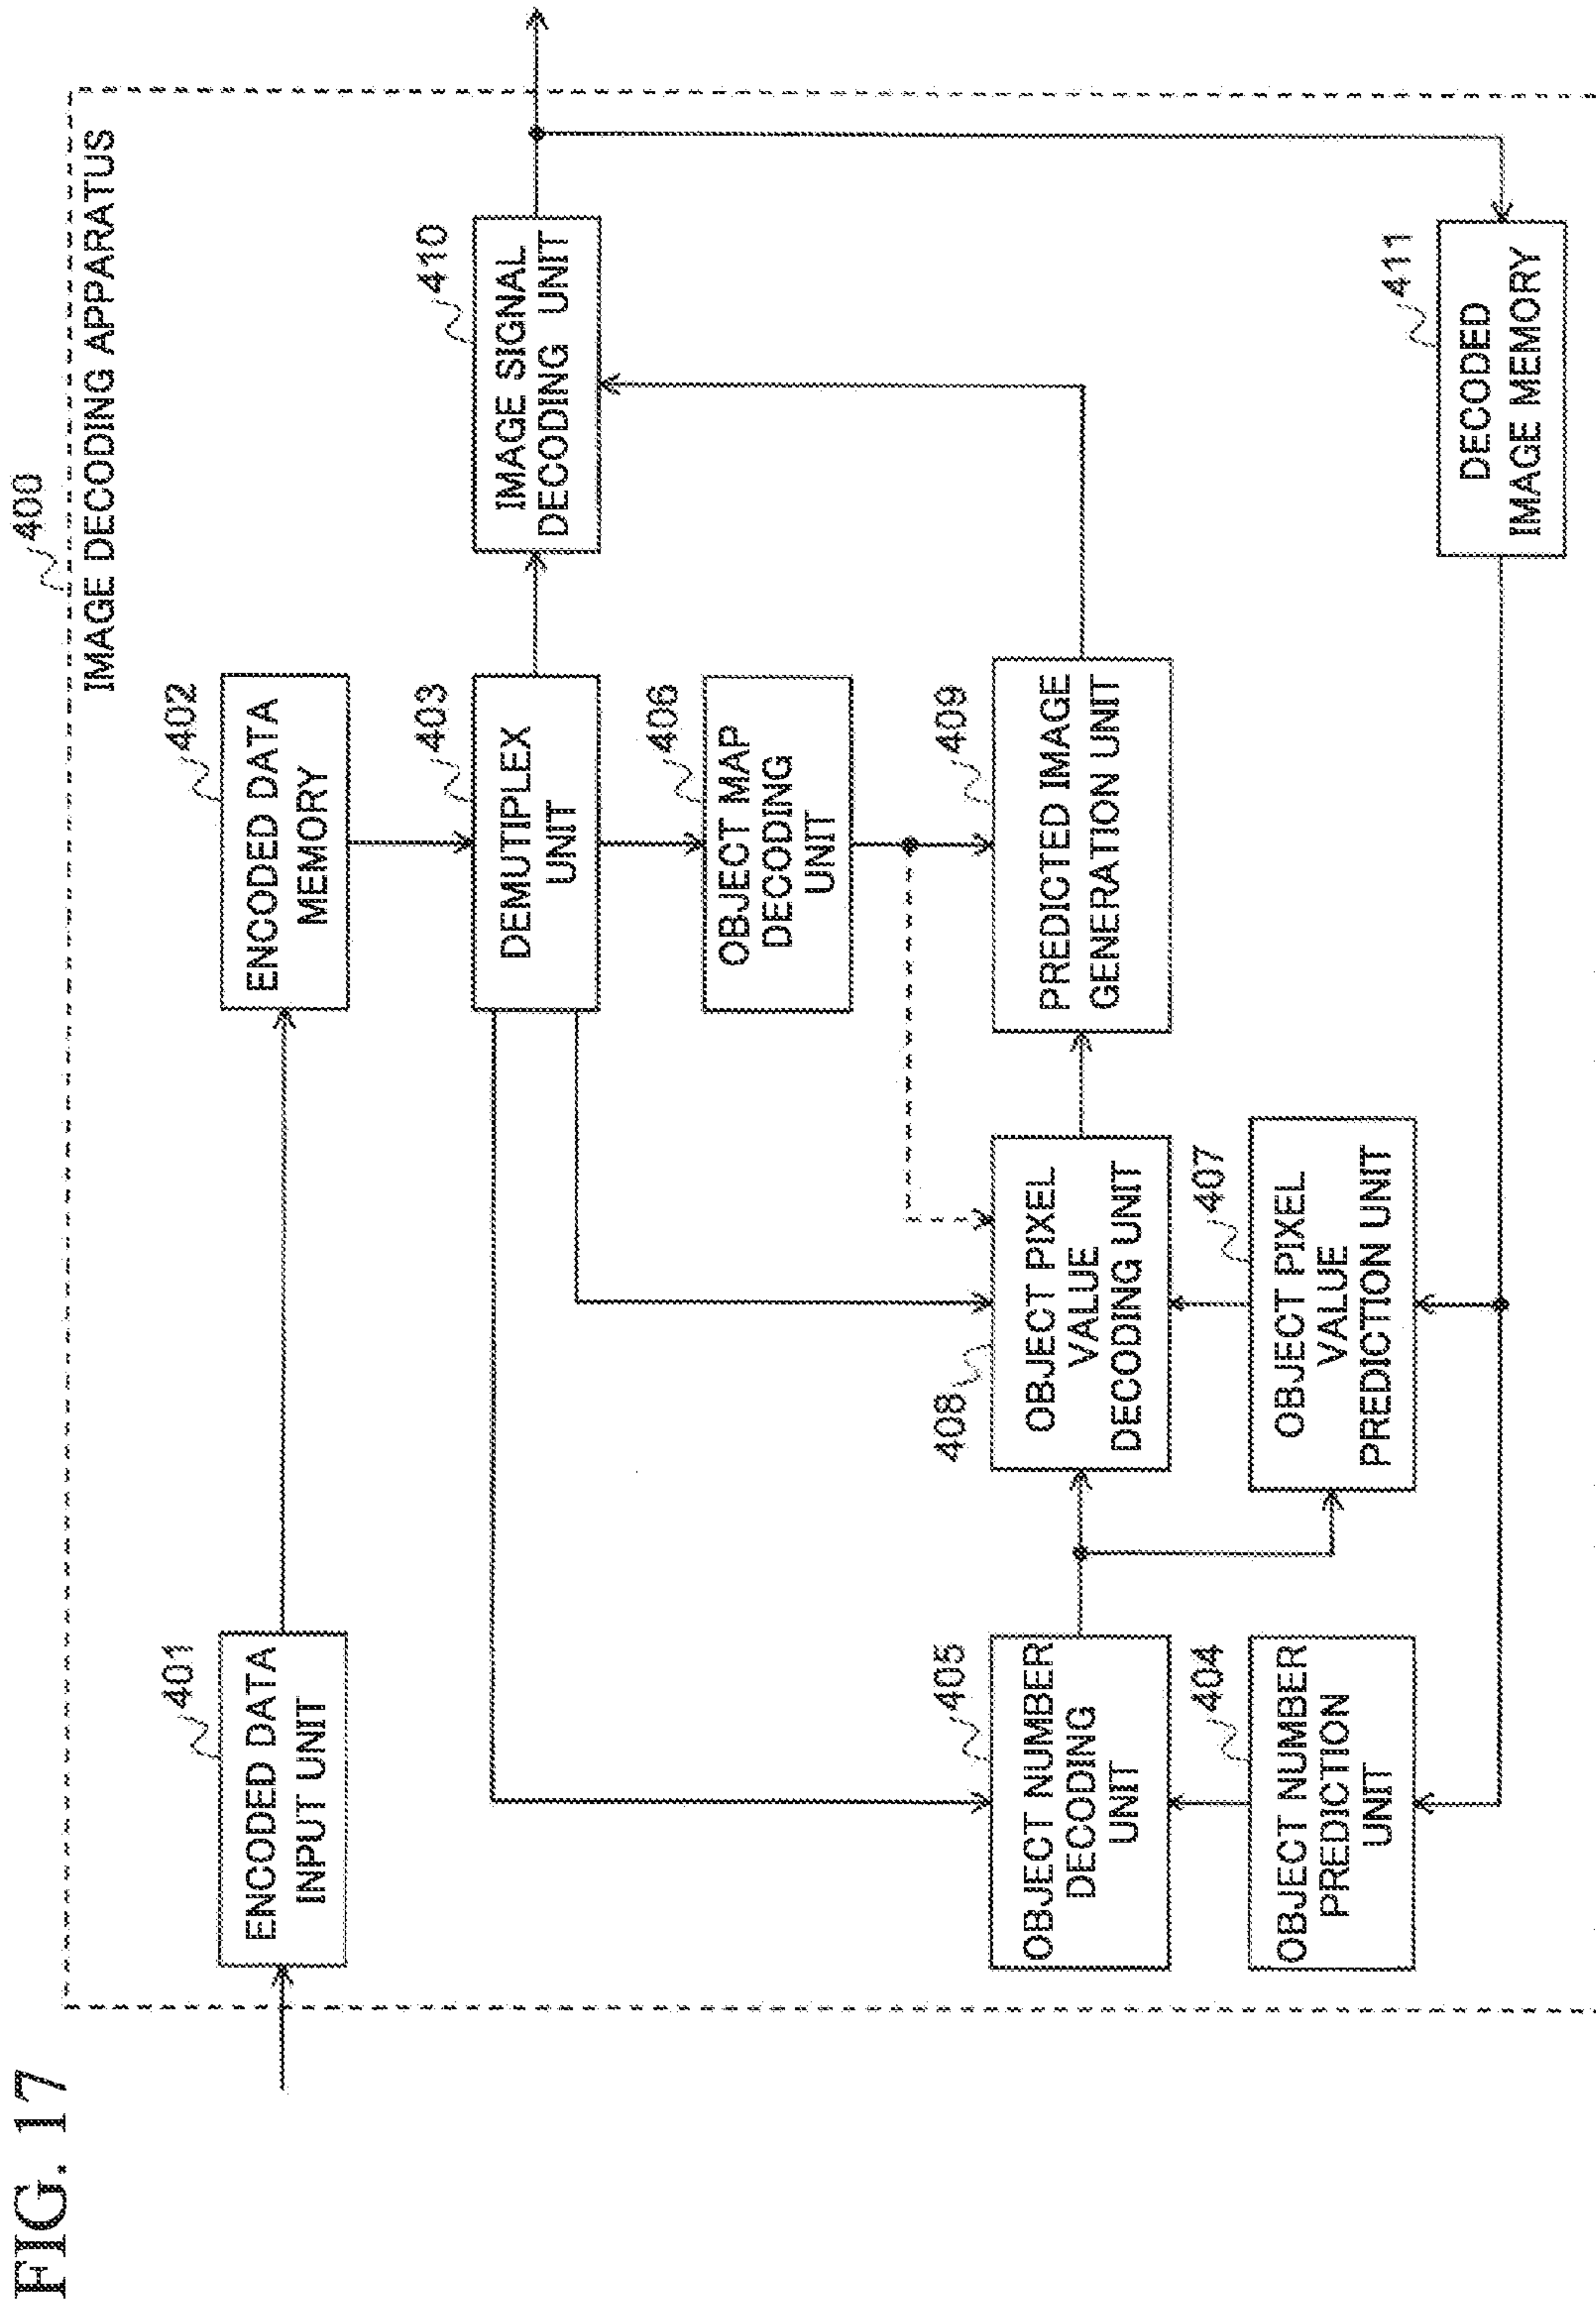 FIG. 17
400
IMAGE DECODING APPARATUS
401
ENCODED DATA
INPUT UNIT
402
ENCODED DATA
MEMORY
403
DEMUTIPLEX
UNIT
410
IMAGE SIGNAL
DECODING UNIT
406
OBJECT MAP
DECODING
UNIT
405
OBJECT NUMBER
DECODING
UNIT
408
OBJECT PIXEL
VALUE
DECODING UNIT
409
PREDICTED IMAGE
GENERATION UNIT
404
OBJECT NUMBER
PREDICTION
UNIT
407
OBJECT PIXEL
VALUE
PREDICTION UNIT
411
DECODED
IMAGE MEMORY